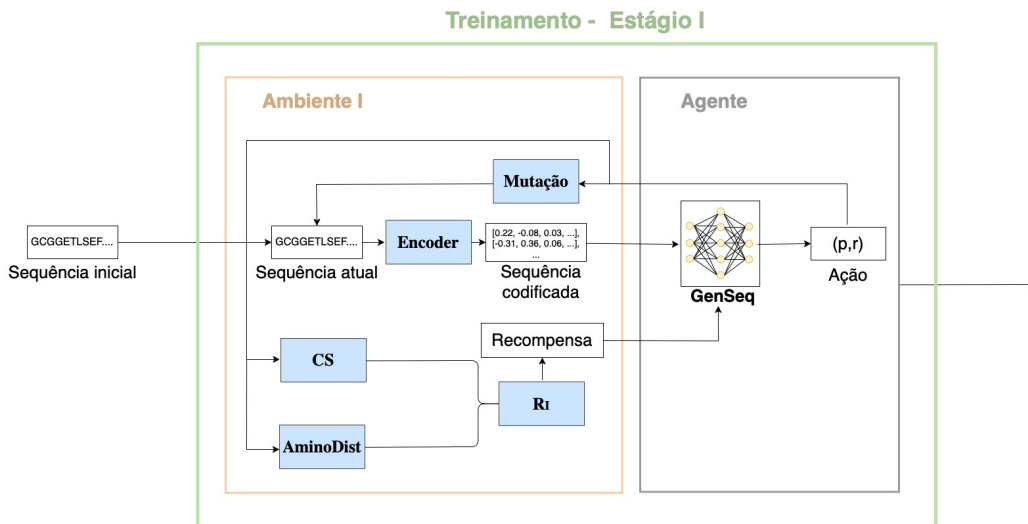 Treinamento - Estágio I
Ambiente I
Agente
Mutação
GCGGETLSEF....
Sequência inicial
GCGGETLSEF....
Sequência atual
Encoder
[0.22, -0.08, 0.03, ...],
[-0.31, 0.36, 0.06, ...],
...
Sequência
codificada
GenSeq
(p,r)
Ação
Recompensa
CS
RI
AminoDist